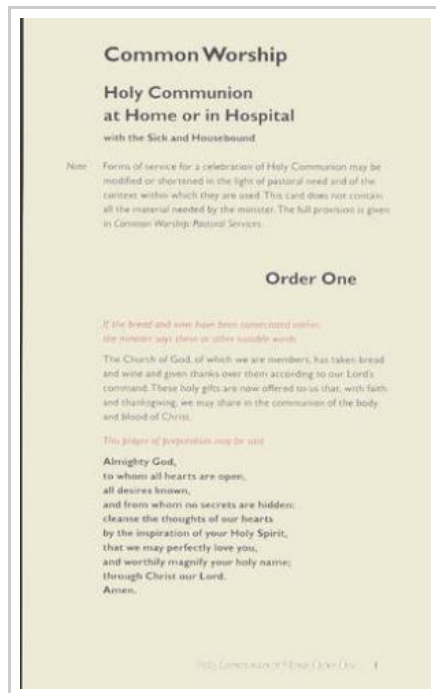 Common Worship
Holy Communion
at Home or in Hospital
with the Sick and Housebound
Note Forms of service for a celebration of Holy Communion may be
modified or shortened in the light of pastoral need and of the
context within which they are used. This card does not contain
all the material needed by the minister. The full provision is given
in Common Worship: Pastoral Services.
Order One
If the bread and wine have been consecrated earlier,
the minister says these or other suitable words
The Church of God, of which we are members, has taken bread
and wine and given thanks over them according to our Lord's
command. These holy gifts are now offered to us that, with faith
and thanksgiving, we may share in the communion of the body
and blood of Christ.
This prayer of preparation may be said
Almighty God,
to whom all hearts are open,
all desires known,
and from whom no secrets are hidden:
cleanse the thoughts of our hearts
by the inspiration of your Holy Spirit,
that we may perfectly love you,
and worthily magnify your holy name;
through Christ our Lord.
Amen.
Holy Communion at Home: Order One 1